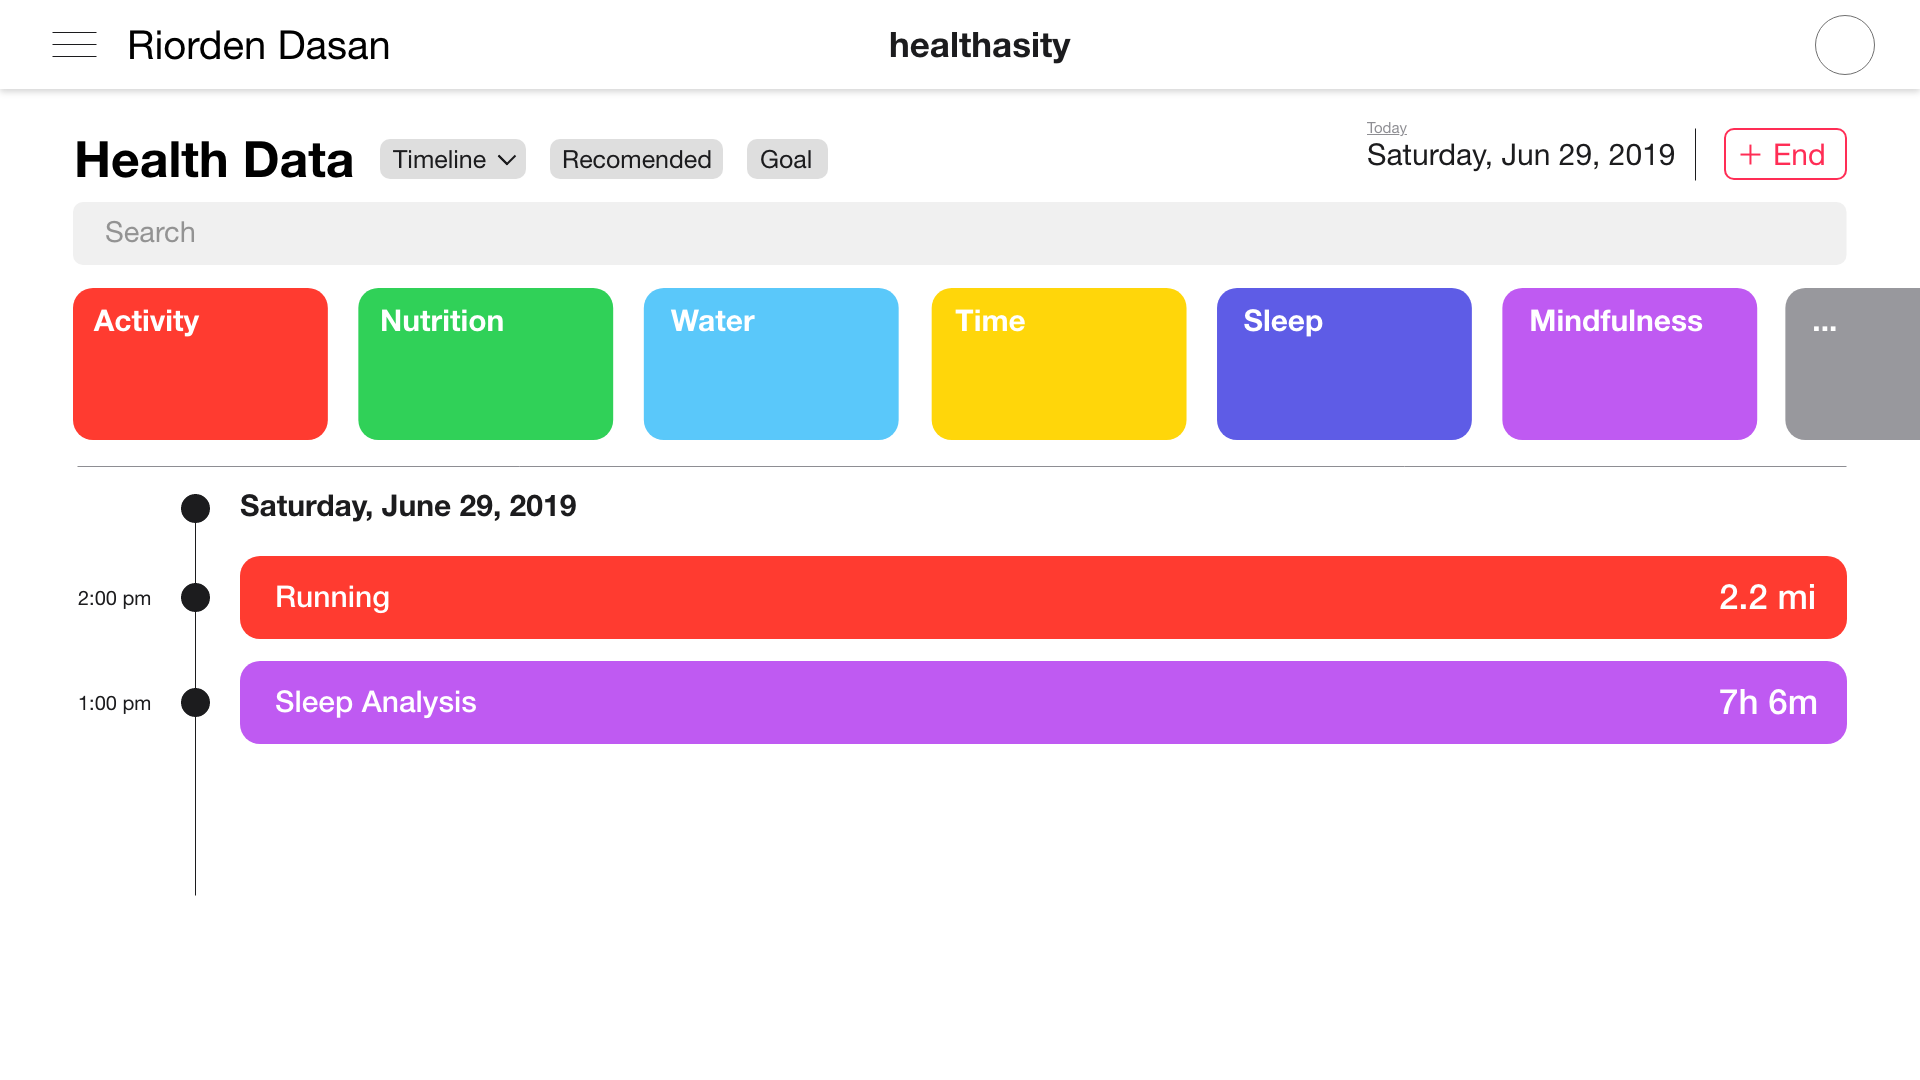 Riorden Dasan
healthasity
Health Data
Timeline
Recomended
Goal
Today
Saturday, Jun 29, 2019
+ End
Search
Activity
Nutrition
Water
Time
Sleep
Mindfulness
...
Saturday, June 29, 2019
2:00 pm
Running
2.2 mi
1:00 pm
Sleep Analysis
7h 6m